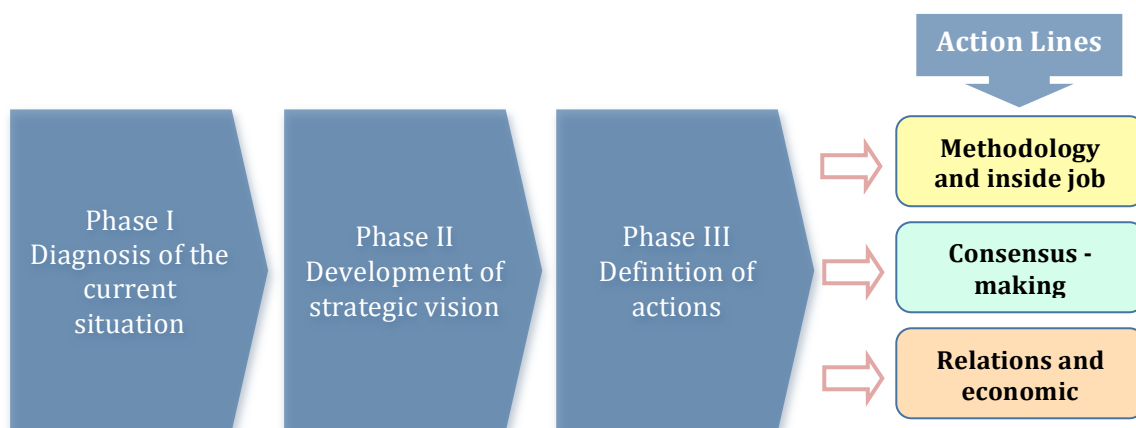 Action Lines
Phase I
Diagnosis of the
current
situation
Phase II
Development of
strategic vision
Phase III
Definition of
actions
Methodology
and inside job
Consensus -
making
Relations and
economic